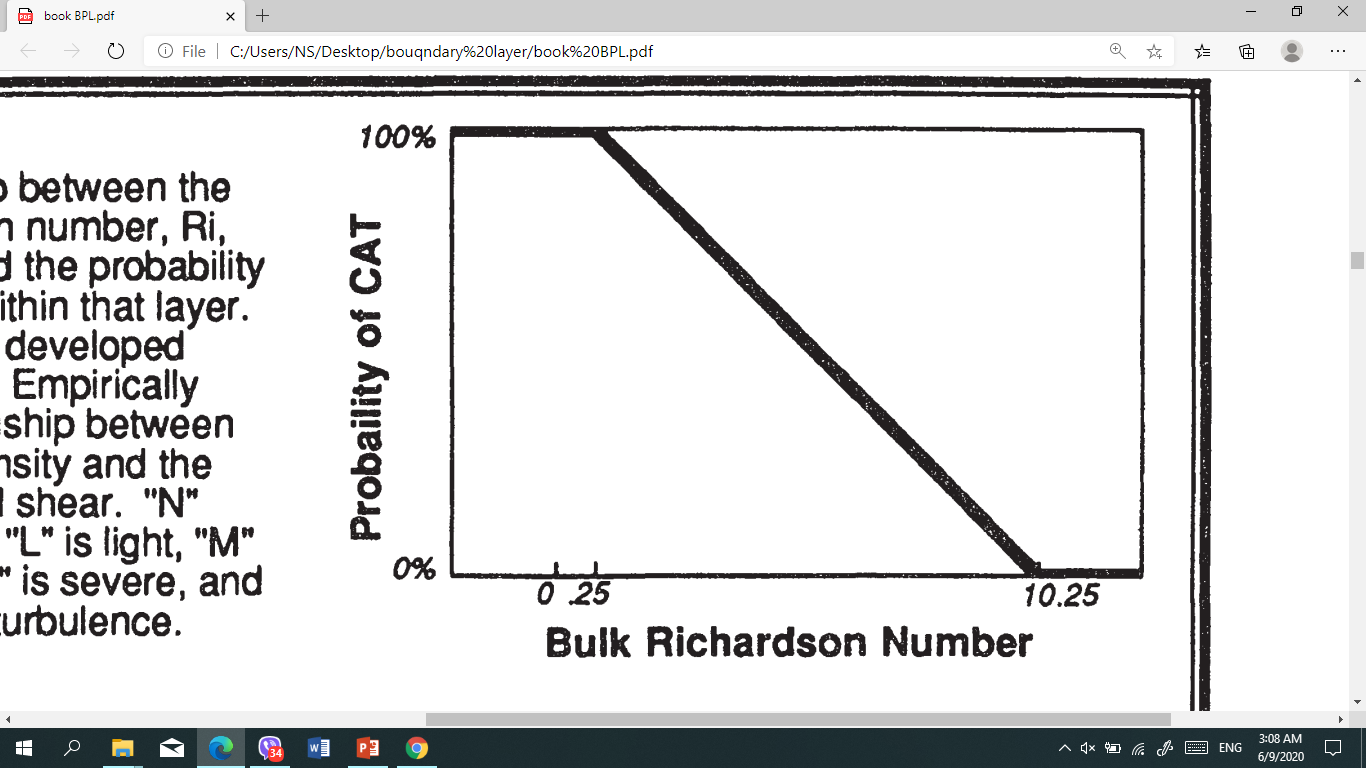 book BPL.pdf
File C:/Users/NS/Desktop/bouqndary%20layer/book%20BPL.pdf
between the
number, Ri,
the probability
ithin that layer.
developed
Empirically
ship between
nsity and the
shear. "N"
"L" is light, "M"
" is severe, and
urbulence.
100%
Probaility of CAT
0%
0 .25 10.25
Bulk Richardson Number
34
ENG
3:08 AM
6/9/2020